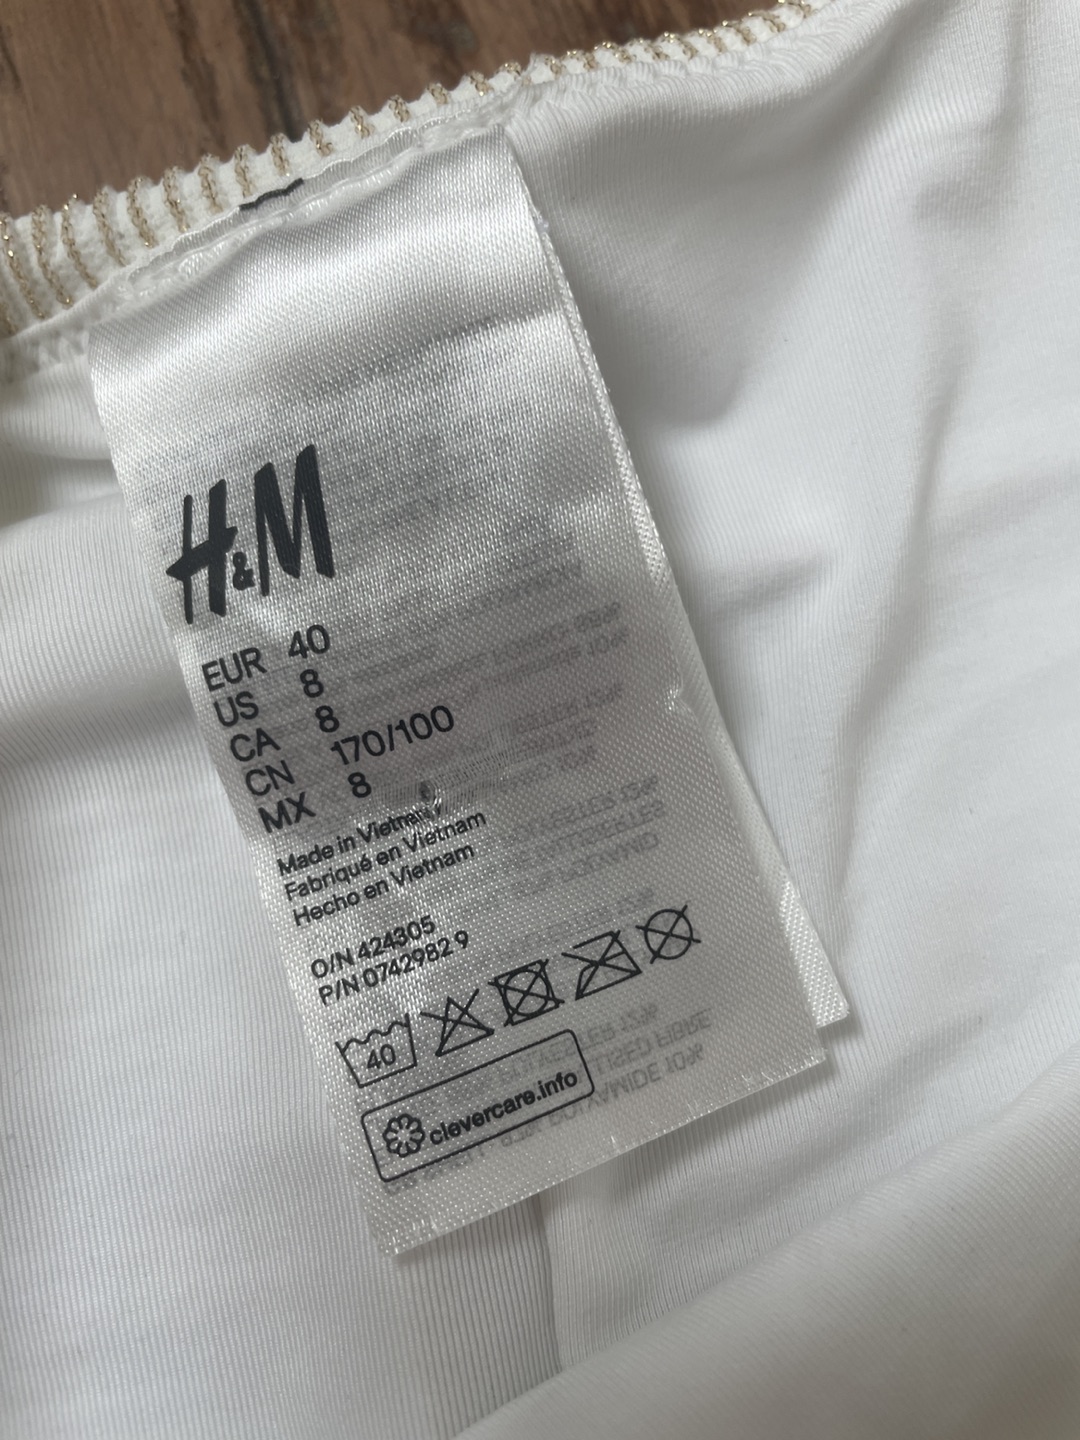 H&M
EUR 40
US 8
CA 8
CN 170/100
MX 8
Made in Vietnam
Fabriqué en Vietnam
Hecho en Vietnam
O/N 424305
P/N 0742982 9
40
clevercare.info